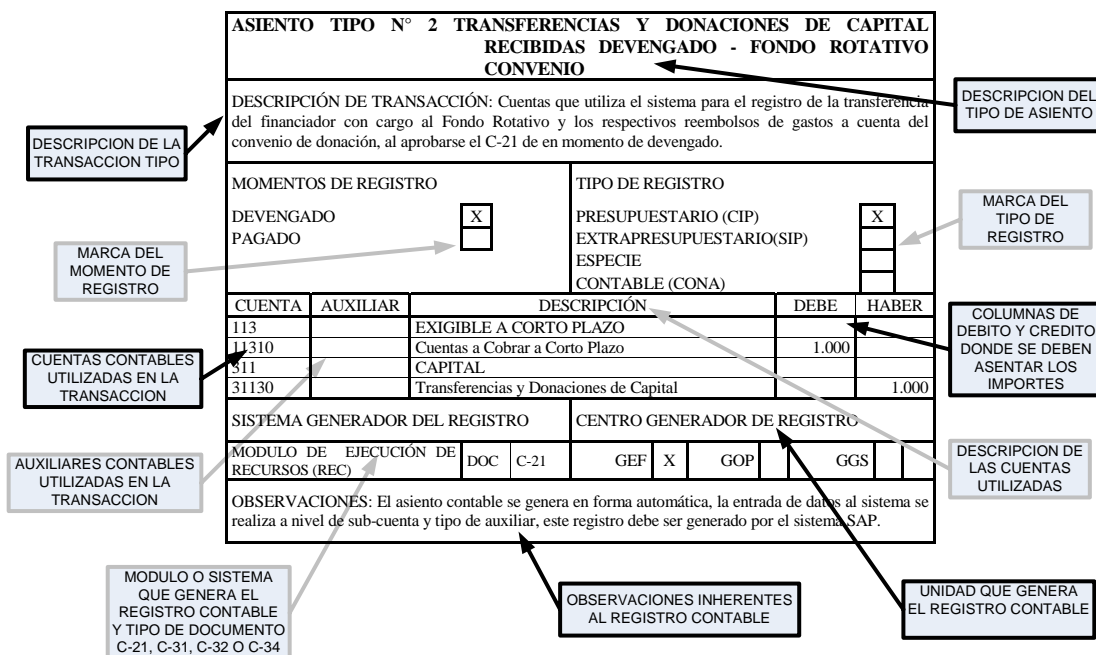 ASIENTO TIPO N° 2 TRANSFERENCIAS Y DONACIONES DE CAPITAL
RECIBIDAS DEVENGADO - FONDO ROTATIVO
CONVENIO
DESCRIPCION DEL
TIPO DE ASIENTO
DESCRIPCIÓN DE TRANSACCIÓN: Cuentas que utiliza el sistema para el registro de la transferencia
del financiador con cargo al Fondo Rotativo y los respectivos reembolsos de gastos a cuenta del
convenio de donación, al aprobarse el C-21 de en momento de devengado.
DESCRIPCION DE LA
TRANSACCION TIPO
MOMENTOS DE REGISTRO
DEVENGADO X
PAGADO
TIPO DE REGISTRO
PRESUPUESTARIO (CIP) X
EXTRAPRESUPUESTARIO(SIP)
ESPECIE
CONTABLE (CONA)
MARCA DEL
TIPO DE
REGISTRO
MARCA DEL
MOMENTO DE
REGISTRO
CUENTA AUXILIAR DESCRIPCIÓN DEBE HABER
113 EXIGIBLE A CORTO PLAZO
11310 Cuentas a Cobrar a Corto Plazo 1.000
311 CAPITAL
31130 Transferencias y Donaciones de Capital 1.000
COLUMNAS DE
DEBITO Y CREDITO
DONDE SE DEBEN
ASENTAR LOS
IMPORTES
CUENTAS CONTABLES
UTILIZADAS EN LA
TRANSACCION
SISTEMA GENERADOR DEL REGISTRO CENTRO GENERADOR DE REGISTRO
MODULO DE EJECUCIÓN DE
RECURSOS (REC) DOC C-21 GEF X GOP GGS
AUXILIARES CONTABLES
UTILIZADAS EN LA
TRANSACCION
DESCRIPCION DE
LAS CUENTAS
UTILIZADAS
OBSERVACIONES: El asiento contable se genera en forma automática, la entrada de datos al sistema se
realiza a nivel de sub-cuenta y tipo de auxiliar, este registro debe ser generado por el sistema SAP.
MODULO O SISTEMA
QUE GENERA EL
REGISTRO CONTABLE
Y TIPO DE DOCUMENTO
C-21, C-31, C-32 O C-34
OBSERVACIONES INHERENTES
AL REGISTRO CONTABLE
UNIDAD QUE GENERA
EL REGISTRO CONTABLE